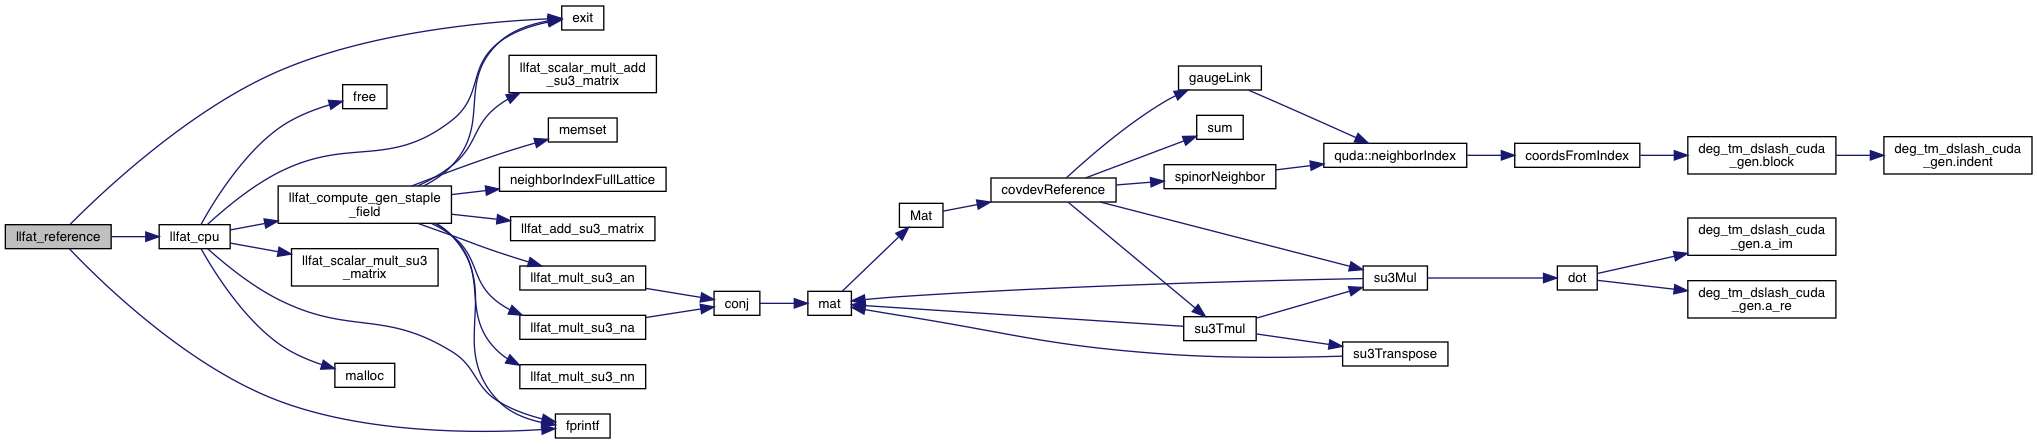 llfat_reference
llfat_cpu
free
llfat_compute_gen_staple
_field
llfat_scalar_mult_su3
_matrix
malloc
exit
llfat_scalar_mult_add
_su3_matrix
memset
neighborIndexFullLattice
llfat_add_su3_matrix
llfat_mult_su3_an
llfat_mult_su3_na
llfat_mult_su3_nn
fprintf
conj
mat
Mat
covdevReference
gaugeLink
sum
spinorNeighbor
su3Tmul
quda::neighborIndex
su3Mul
su3Transpose
coordsFromIndex
dot
deg_tm_dslash_cuda
_gen.block
deg_tm_dslash_cuda
_gen.a_im
deg_tm_dslash_cuda
_gen.a_re
deg_tm_dslash_cuda
_gen.indent